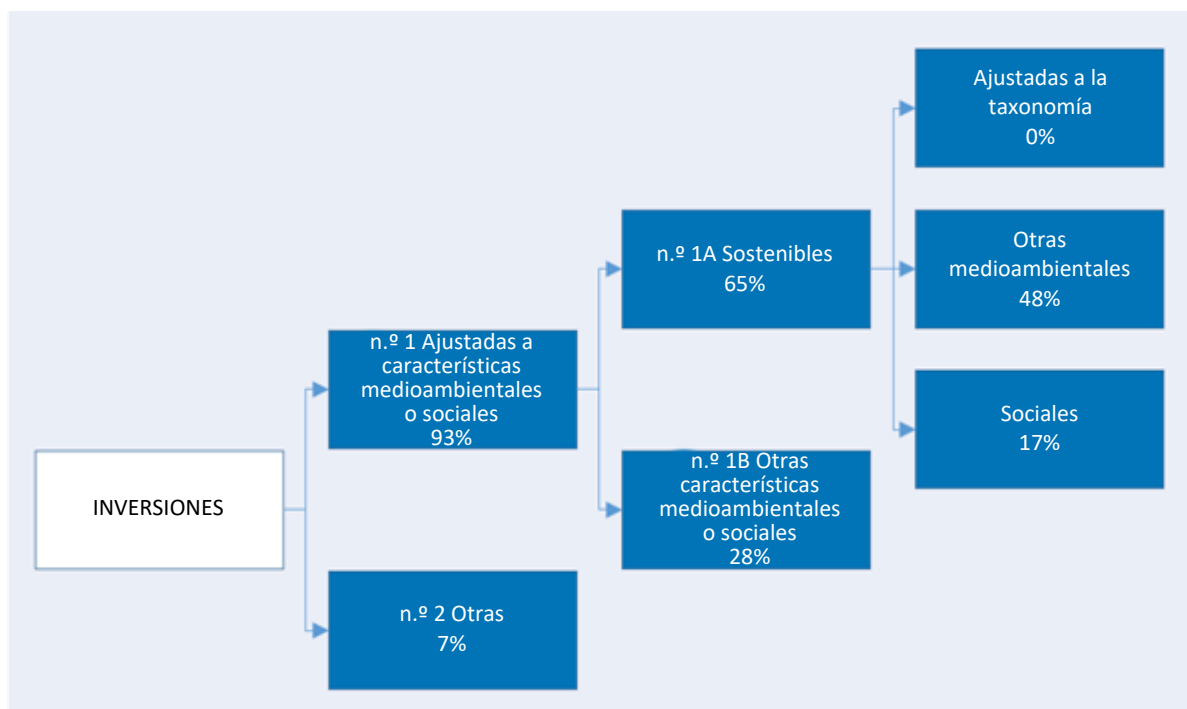 INVERSIONES
n.º 1 Ajustadas a
características
medioambientales
o sociales
93%
n.º 2 Otras
7%
n.º 1A Sostenibles
65%
n.º 1B Otras
características
medioambientales
o sociales
28%
Ajustadas a la
taxonomía
0%
Otras
medioambientales
48%
Sociales
17%